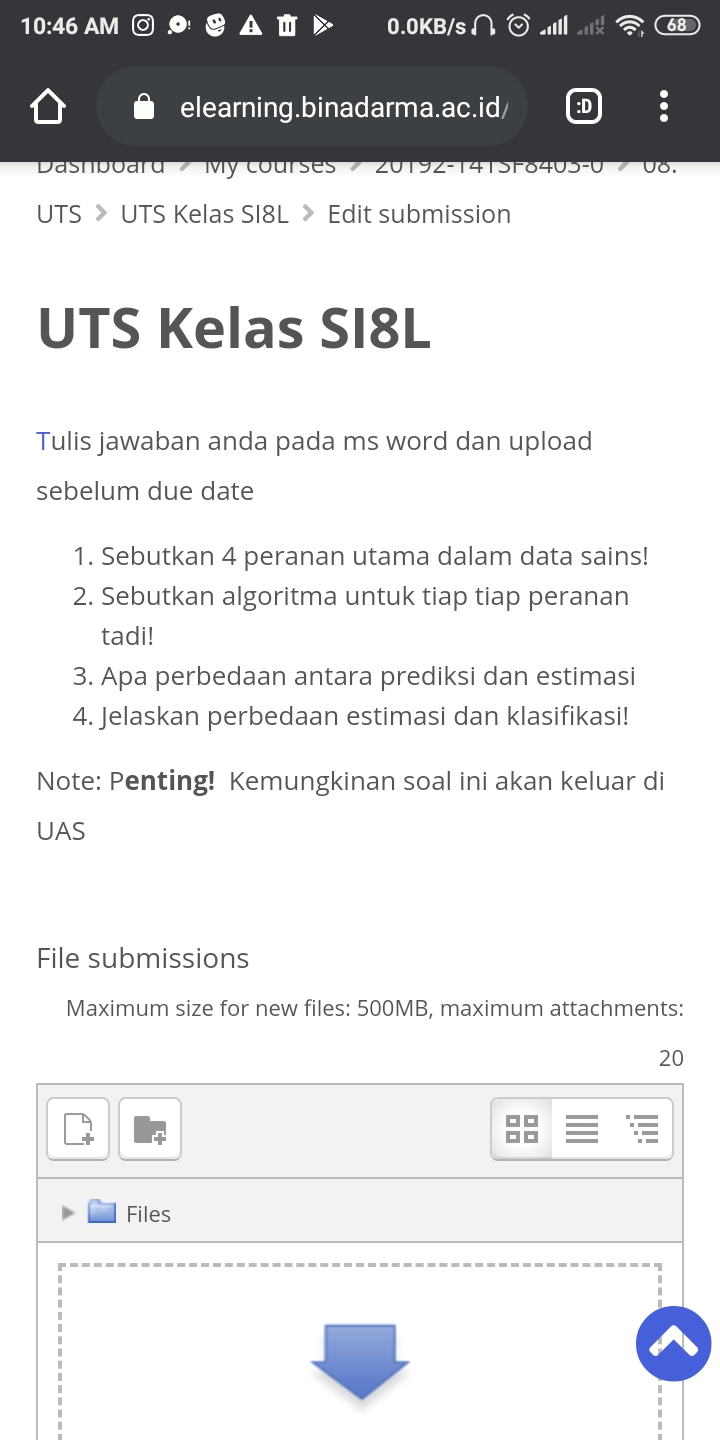 10:46 AM 0.0KB/s 68
elearning.binadarma.ac.id/
:D
Dashboard My courses 20192-141SF8403-0 08.
UTS UTS Kelas SI8L Edit submission
UTS Kelas SI8L
Tulis jawaban anda pada ms word dan upload
sebelum due date
1. Sebutkan 4 peranan utama dalam data sains!
2. Sebutkan algoritma untuk tiap tiap peranan
tadi!
3. Apa perbedaan antara prediksi dan estimasi
4. Jelaskan perbedaan estimasi dan klasifikasi!
Note: Penting! Kemungkinan soal ini akan keluar di
UAS
File submissions
Maximum size for new files: 500MB, maximum attachments:
20
Files